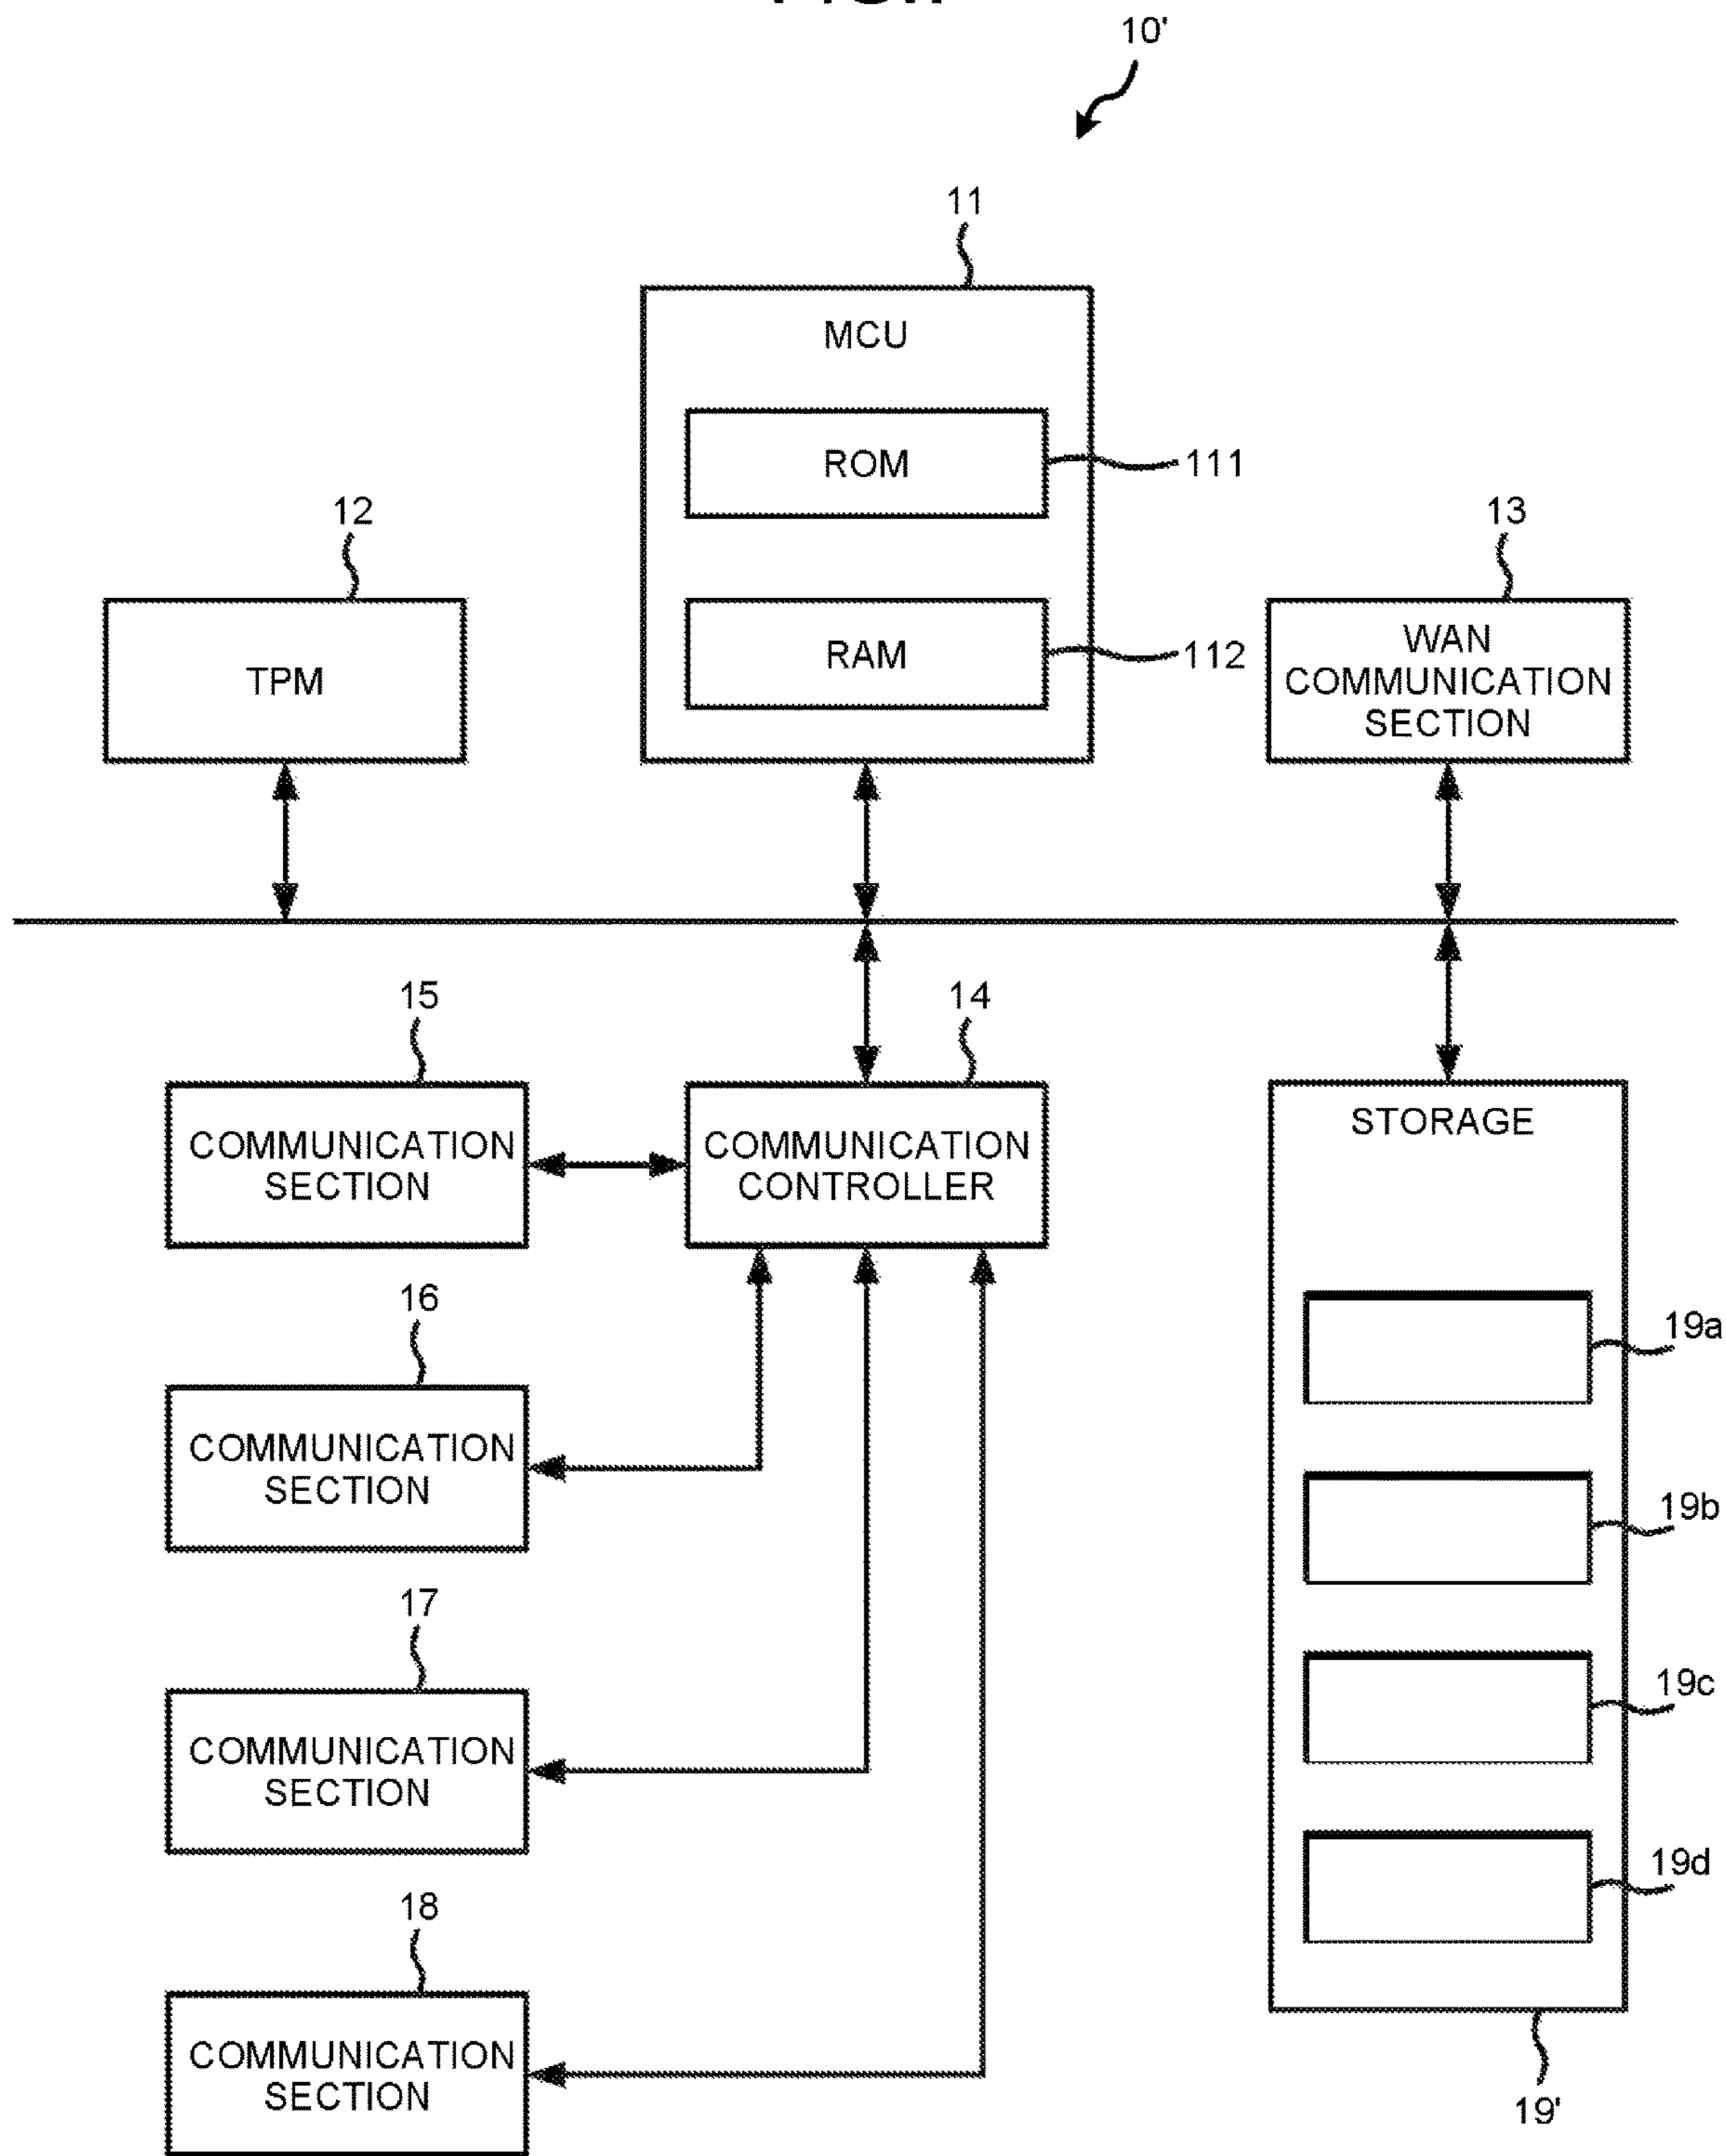 10'
11
MCU
ROM
111
12
13
RAM
112
TPM
WAN
COMMUNICATION
SECTION
15
14
COMMUNICATION
SECTION
COMMUNICATION
CONTROLLER
STORAGE
16
19a
COMMUNICATION
SECTION
19b
17
19c
COMMUNICATION
SECTION
19d
18
COMMUNICATION
SECTION
19'